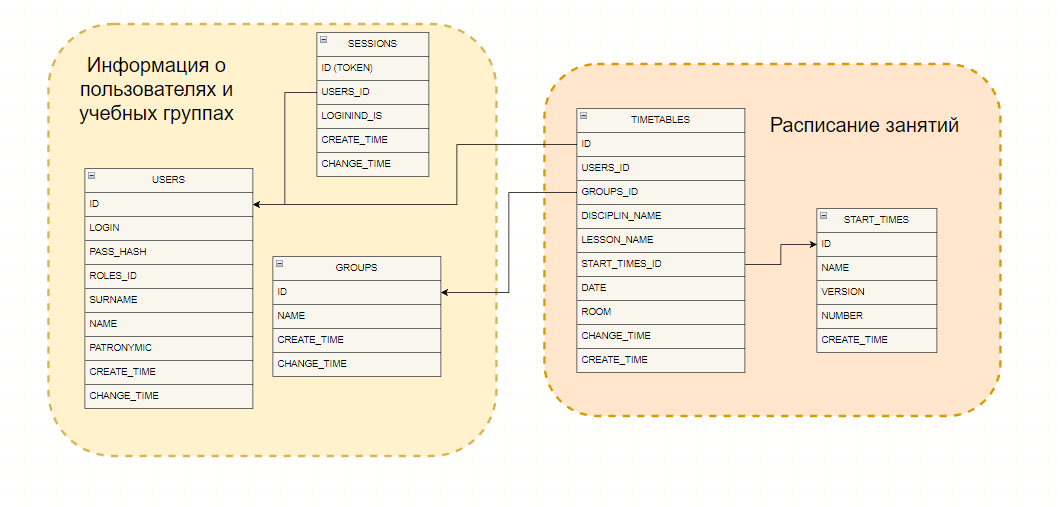 Информация о
пользователях и
учебных группах
SESSIONS
ID (TOKEN)
USERS_ID
LOGININD_IS
CREATE_TIME
CHANGE_TIME
USERS
ID
LOGIN
PASS_HASH
ROLES_ID
SURNAME
NAME
PATRONYMIC
CREATE_TIME
CHANGE_TIME
GROUPS
ID
NAME
CREATE_TIME
CHANGE_TIME
Расписание занятий
TIMETABLES
ID
USERS_ID
GROUPS_ID
DISCIPLIN_NAME
LESSON_NAME
START_TIMES_ID
DATE
ROOM
CHANGE_TIME
CREATE_TIME
START_TIMES
ID
NAME
VERSION
NUMBER
CREATE_TIME